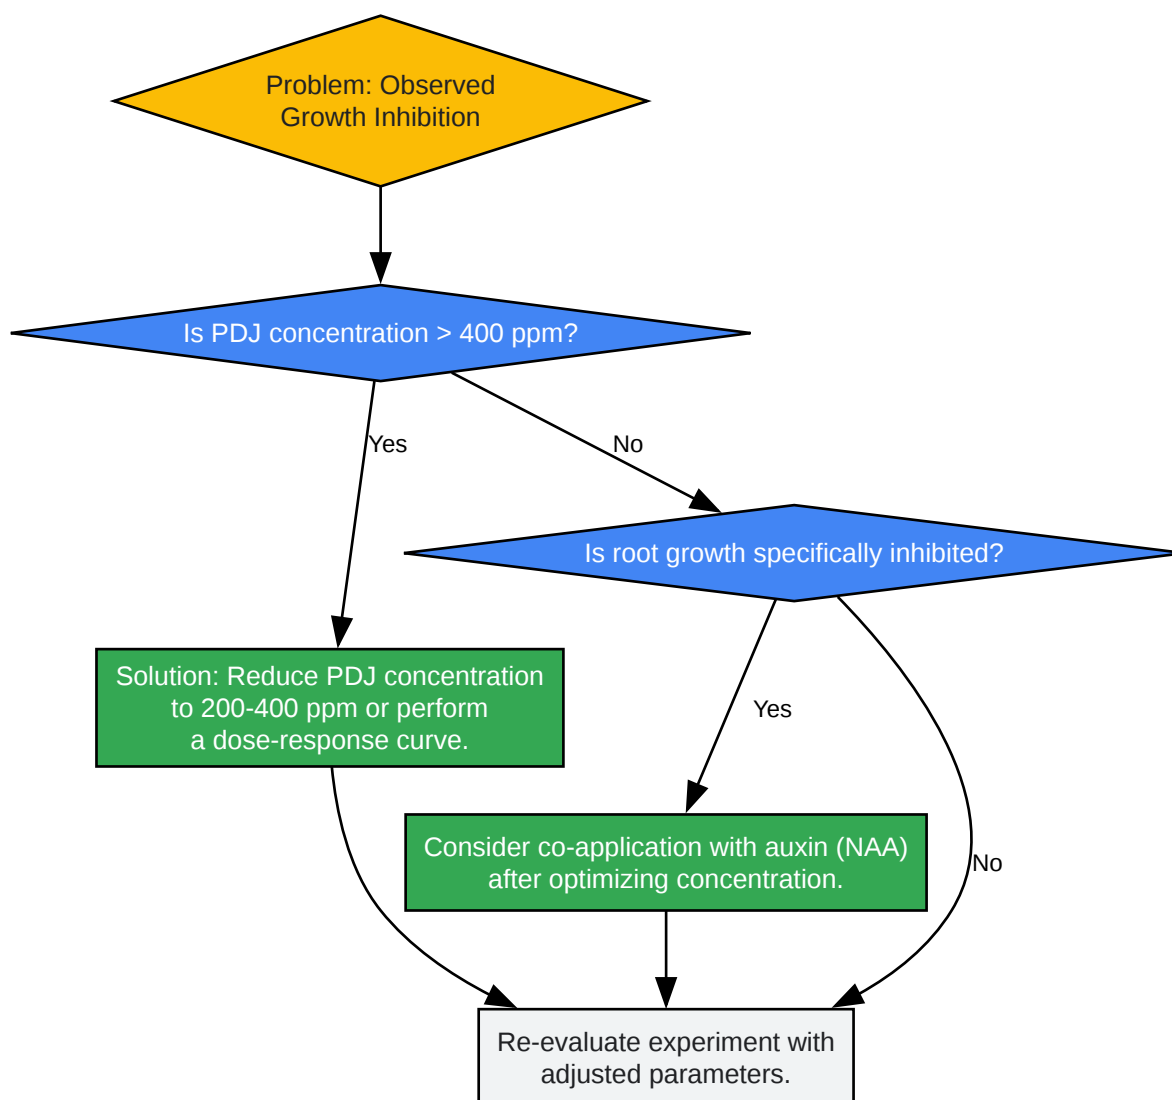 Problem: Observed
Growth Inhibition
Is PDJ concentration > 400 ppm?
Yes
No
Is root growth specifically inhibited?
Solution: Reduce PDJ concentration
to 200-400 ppm or perform
a dose-response curve.
Yes
Consider co-application with auxin (NAA)
after optimizing concentration.
No
Re-evaluate experiment with
adjusted parameters.